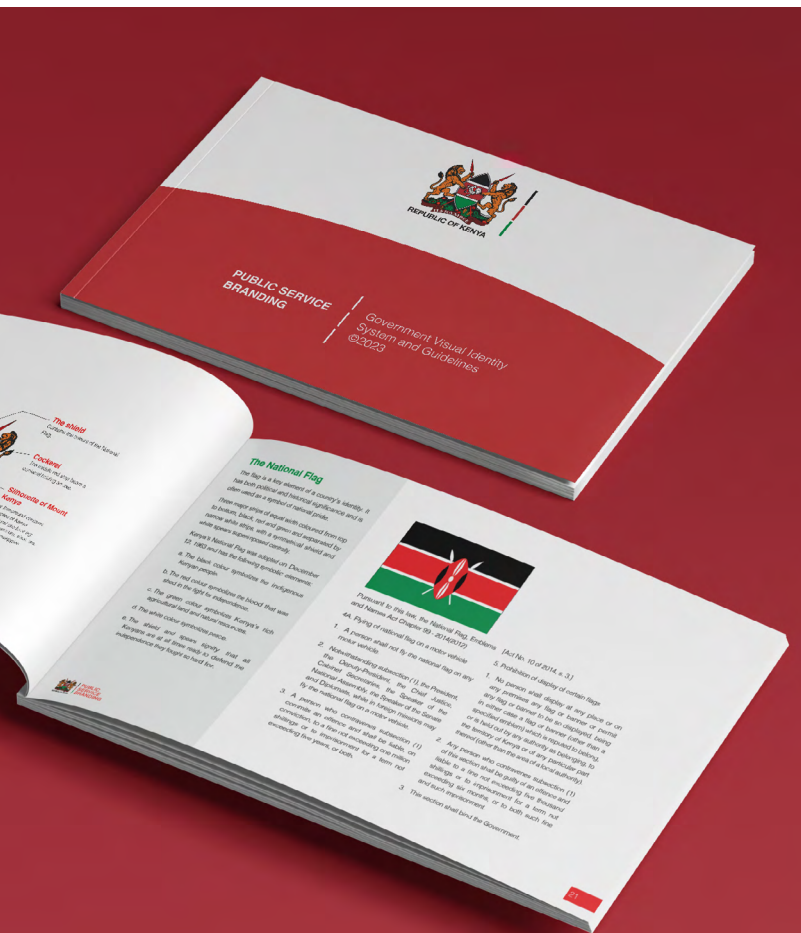 REPUBLIC OF KENYA
PUBLIC SERVICE
BRANDING
Government Visual Identity
System and Guidelines
©2023
The shield
Flag.
Cockerel
Silhouette of Mount
Kenya
The National Flag
The flag is a key element of a country's identity. It
has both political and historical significance and is
often used as a symbol of national pride.
Three major strips of equal width coloured from top
to bottom; black, red and green and separated by
narrow white strips, with a symmetrical shield and
white spears superimposed centrally.
Kenya's National Flag was adopted on December
12, 1963 and has the following symbolic elements:
a. The black colour symbolizes the indigenous
Kenyan people.
b. The red colour symbolizes the blood that was
shed in the fight for independence.
c. The green colour symbolizes Kenya's rich
agricultural land and natural resources.
d. The white colour symbolizes peace.
e. The shield and spears signify that all
Kenyans are at all times ready to defend the
independence they fought so hard for.
PUBLIC
SERVICE
BRANDING
Pursuant to this law, the National Flag, Emblems
and Names Act Chapter 99 - 2014(2012)
4A. Flying of national flag on a motor vehicle
1. A person shall not fly the national flag on any
motor vehicle.
2. Notwithstanding subsection (1), the President,
the Deputy-President, the Chief Justice,
Cabinet Secretaries, the Speaker of the
National Assembly, the Speaker of the Senate
and Diplomats, while in foreign missions may
fly the national flag on a motor vehicle.
3. A person who contravenes subsection (1)
commits an offence and shall be liable, on
conviction, to a fine not exceeding one million
shillings or to imprisonment for a term not
exceeding five years, or both.
[Act No. 10 of 2014, s. 3.]
5. Prohibition of display of certain flags
1. No person shall display at any place or on
any premises any flag or banner or permit
any flag or banner to be so displayed, being
in either case a flag or banner (other than a
specified emblem) which is reputed to belong,
or is held out by any authority as belonging, to
the territory of Kenya or of any particular part
thereof (other than the area of a local authority).
2. Any person who contravenes subsection (1)
of this section shall be guilty of an offence and
liable to a fine not exceeding five thousand
shillings or to imprisonment for a term not
exceeding six months, or to both such fine
and such imprisonment.
3. This section shall bind the Government.
21